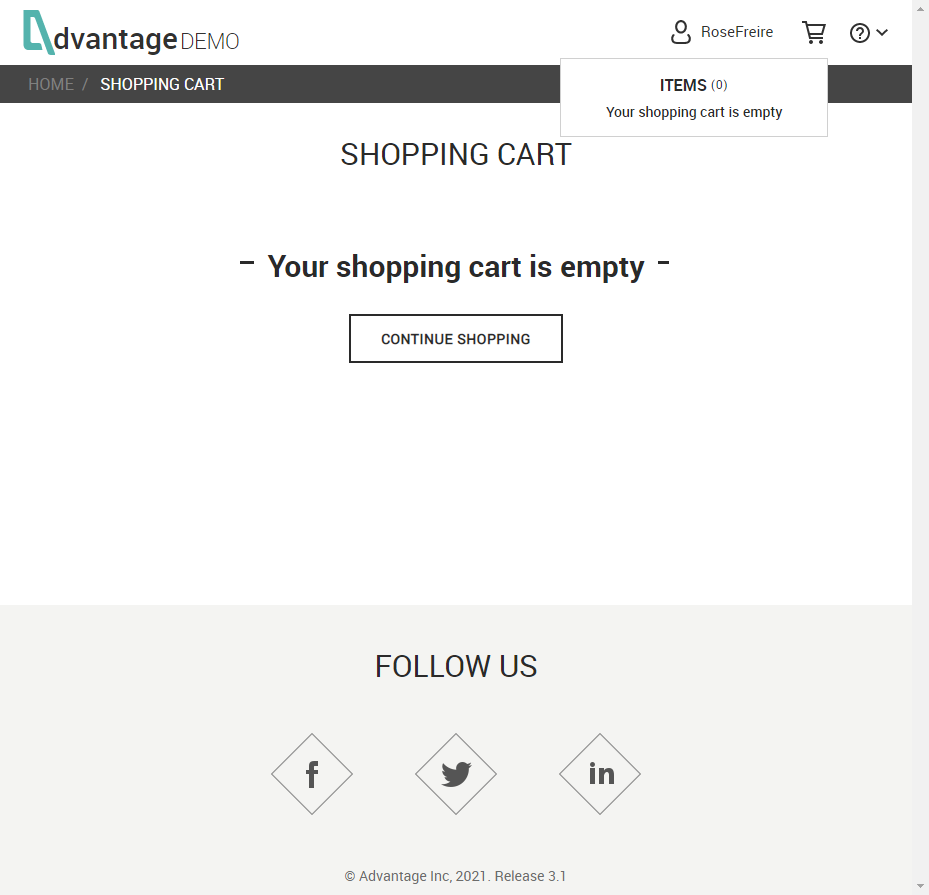 dvantage DEMO
RoseFreire
HOME / SHOPPING CART
ITEMS (0)
Your shopping cart is empty
SHOPPING CART
– Your shopping cart is empty –
CONTINUE SHOPPING
FOLLOW US
f
in
© Advantage Inc, 2021. Release 3.1